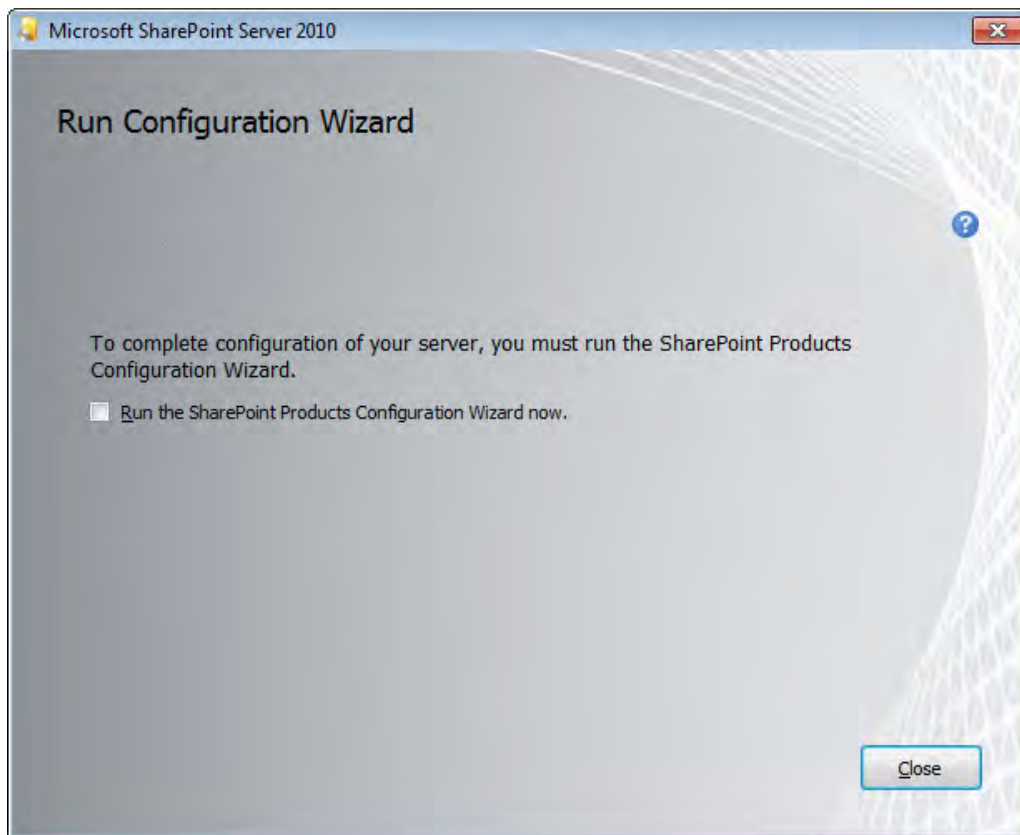 Microsoft SharePoint Server 2010
Run Configuration Wizard
?
To complete configuration of your server, you must run the SharePoint Products
Configuration Wizard.
Run the SharePoint Products Configuration Wizard now.
Close